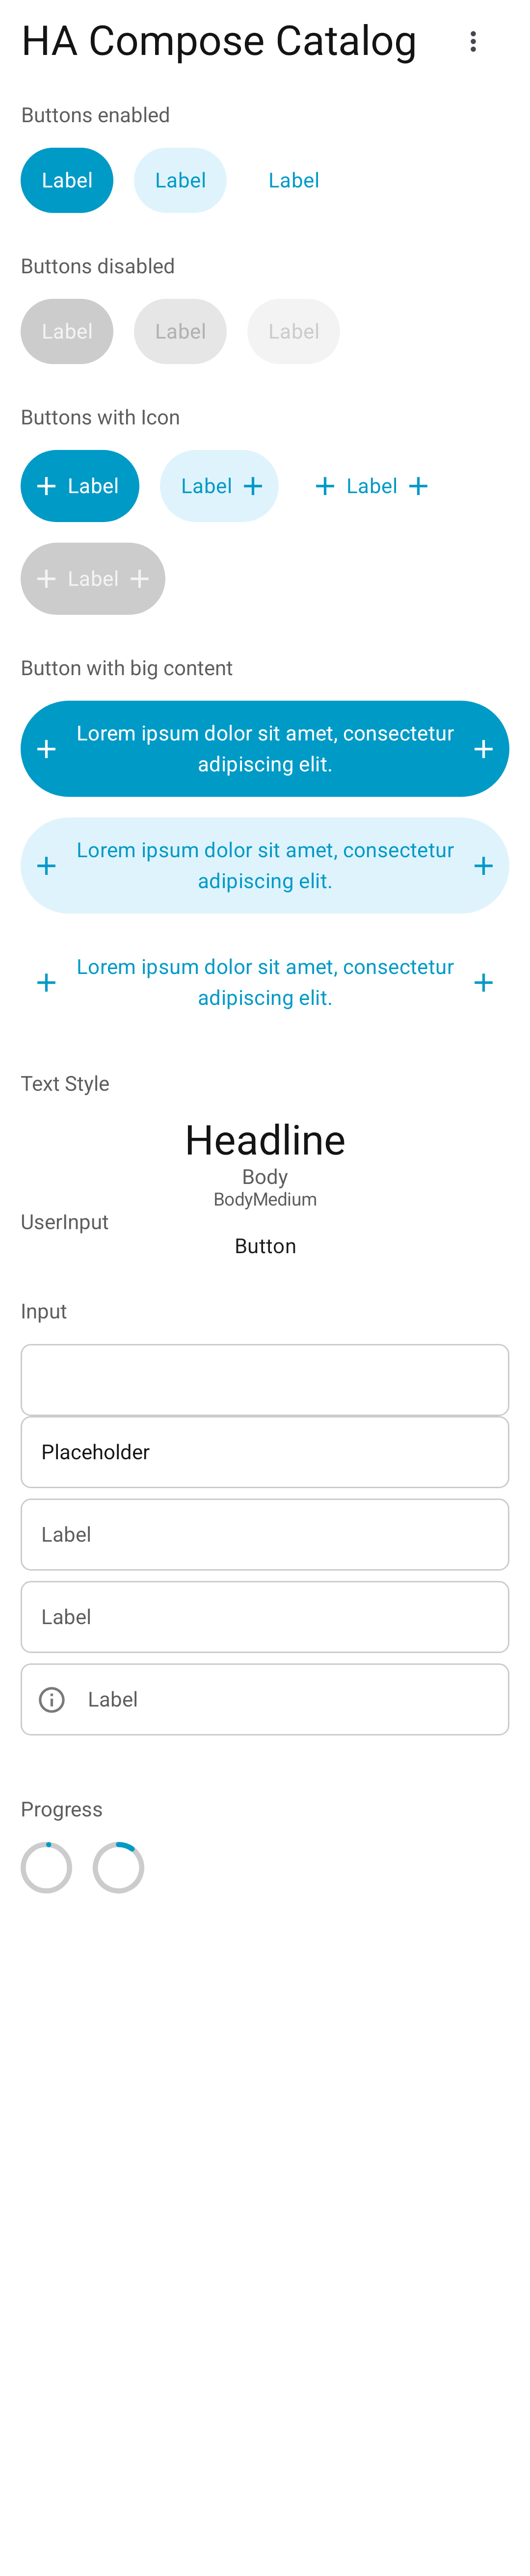 HA Compose Catalog
Buttons enabled
Label Label Label
Buttons disabled
Label Label Label
Buttons with Icon
Label Label Label
Label
Button with big content
Lorem ipsum dolor sit amet, consectetur
adipiscing elit.
Lorem ipsum dolor sit amet, consectetur
adipiscing elit.
Lorem ipsum dolor sit amet, consectetur
adipiscing elit.
Text Style
Headline
Body
BodyMedium
UserInput
Button
Input
Placeholder
Label
Label
Label
Progress